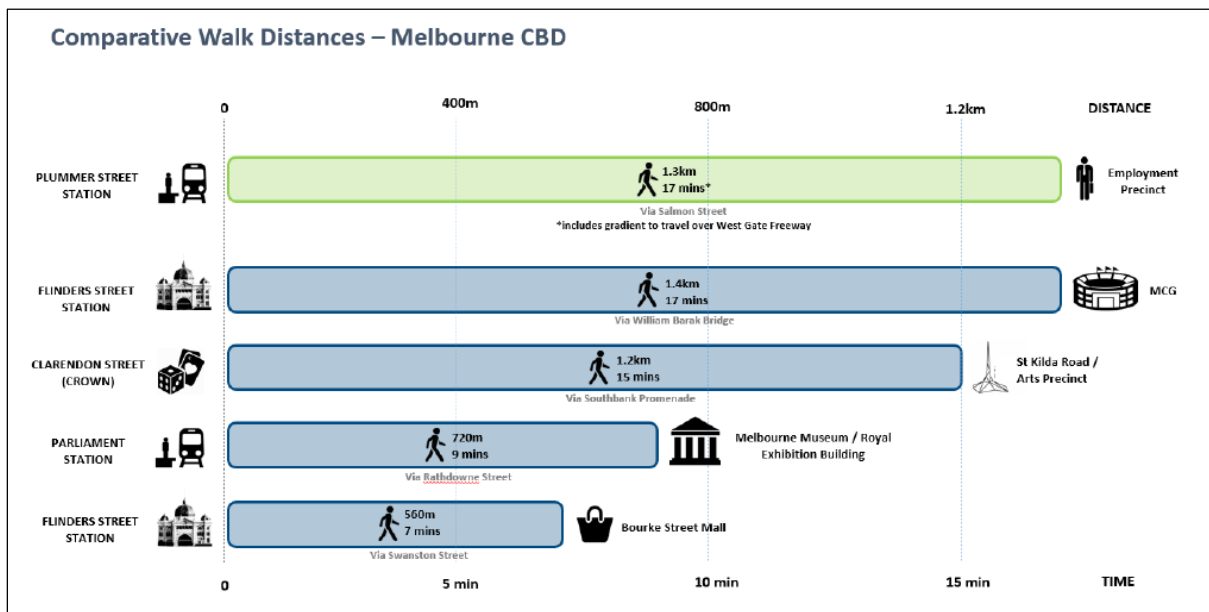 Comparative Walk Distances – Melbourne CBD
0 400m 800m 1.2km DISTANCE
PLUMMER STREET
STATION
1.3km
17 mins*
Employment
Precinct
Via Salmon Street
*includes gradient to travel over West Gate Freeway
FLINDERS STREET
STATION
1.4km
17 mins
MCG
Via William Barak Bridge
CLARENDON STREET
(CROWN)
1.2km
15 mins
St Kilda Road /
Arts Precinct
Via Southbank Promenade
PARLIAMENT
STATION
720m
9 mins
Melbourne Museum / Royal
Exhibition Building
Via Rathdowne Street
FLINDERS STREET
STATION
560m
7 mins
Bourke Street Mall
Via Swanston Street
0 5 min 10 min 15 min TIME